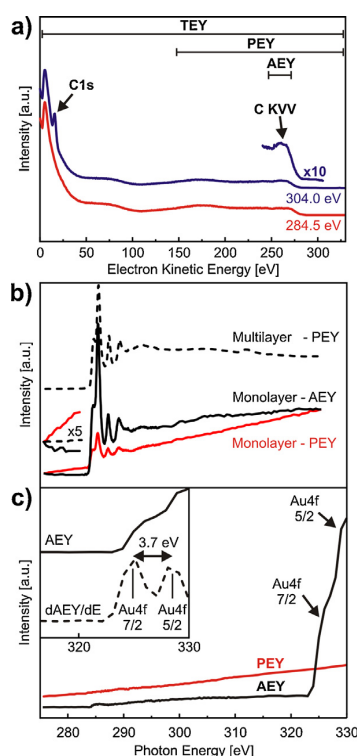 a)
TEY
PEY
AEY
C1s
C KVV
x10
304.0 eV
284.5 eV
Intensity [a.u.]
0 50 100 150 200 250 300
Electron Kinetic Energy [eV]
b)
Multilayer - PEY
Monolayer - AEY
x5
Monolayer - PEY
Intensity [a.u.]
c)
AEY
3.7 eV
Au4f
7/2
Au4f
5/2
dAEY/dE
320 330
Au4f
5/2
Au4f
7/2
PEY
AEY
Intensity [a.u.]
280 290 300 310 320 330
Photon Energy [eV]